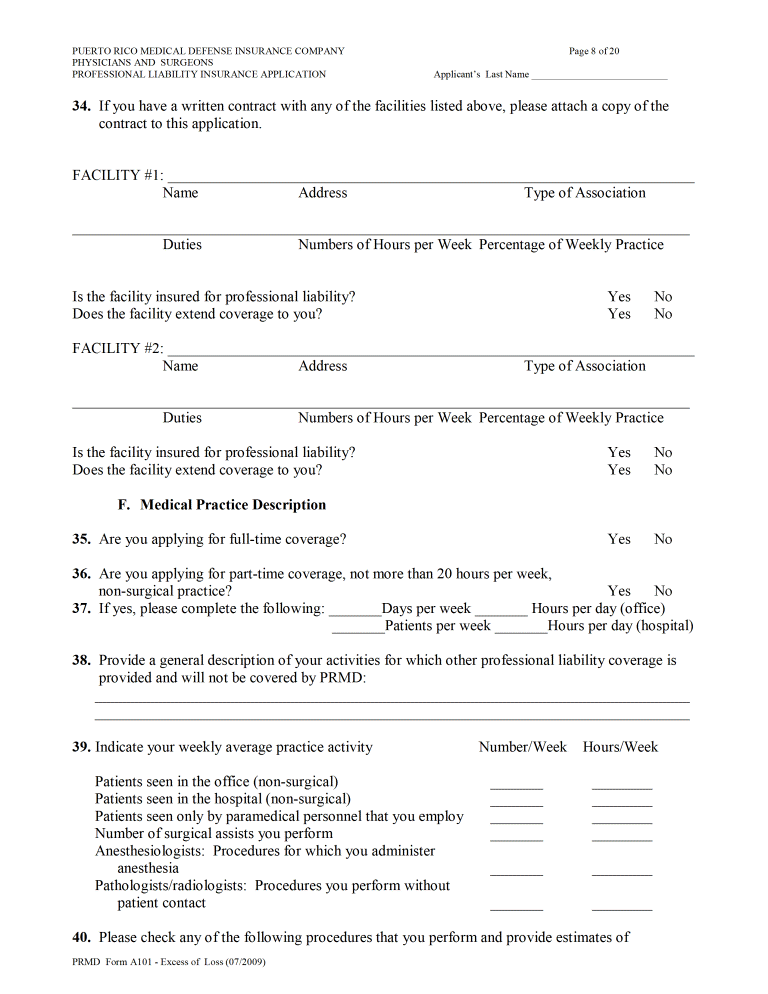 PUERTO RICO MEDICAL DEFENSE INSURANCE COMPANY Page 8 of 20
PHYSICIANS AND SURGEONS
PROFESSIONAL LIABILITY INSURANCE APPLICATION Applicant’s Last Name ___________________________
34. If you have a written contract with any of the facilities listed above, please attach a copy of the
contract to this application.
FACILITY #1: ______________________________________________________________________
Name Address Type of Association
__________________________________________________________________________________
Duties Numbers of Hours per Week Percentage of Weekly Practice
Is the facility insured for professional liability? Yes No
Does the facility extend coverage to you? Yes No
FACILITY #2: ______________________________________________________________________
Name Address Type of Association
__________________________________________________________________________________
Duties Numbers of Hours per Week Percentage of Weekly Practice
Is the facility insured for professional liability? Yes No
Does the facility extend coverage to you? Yes No
F. Medical Practice Description
35. Are you applying for full-time coverage? Yes No
36. Are you applying for part-time coverage, not more than 20 hours per week,
non-surgical practice? Yes No
37. If yes, please complete the following: _______Days per week _______ Hours per day (office)
_______Patients per week _______Hours per day (hospital)
38. Provide a general description of your activities for which other professional liability coverage is
provided and will not be covered by PRMD:
_______________________________________________________________________________
_______________________________________________________________________________
39. Indicate your weekly average practice activity Number/Week Hours/Week
Patients seen in the office (non-surgical) _______ ________
Patients seen in the hospital (non-surgical) _______ ________
Patients seen only by paramedical personnel that you employ _______ ________
Number of surgical assists you perform _______ ________
Anesthesiologists: Procedures for which you administer
anesthesia _______ ________
Pathologists/radiologists: Procedures you perform without
patient contact _______ ________
40. Please check any of the following procedures that you perform and provide estimates of
PRMD Form A101 - Excess of Loss (07/2009)